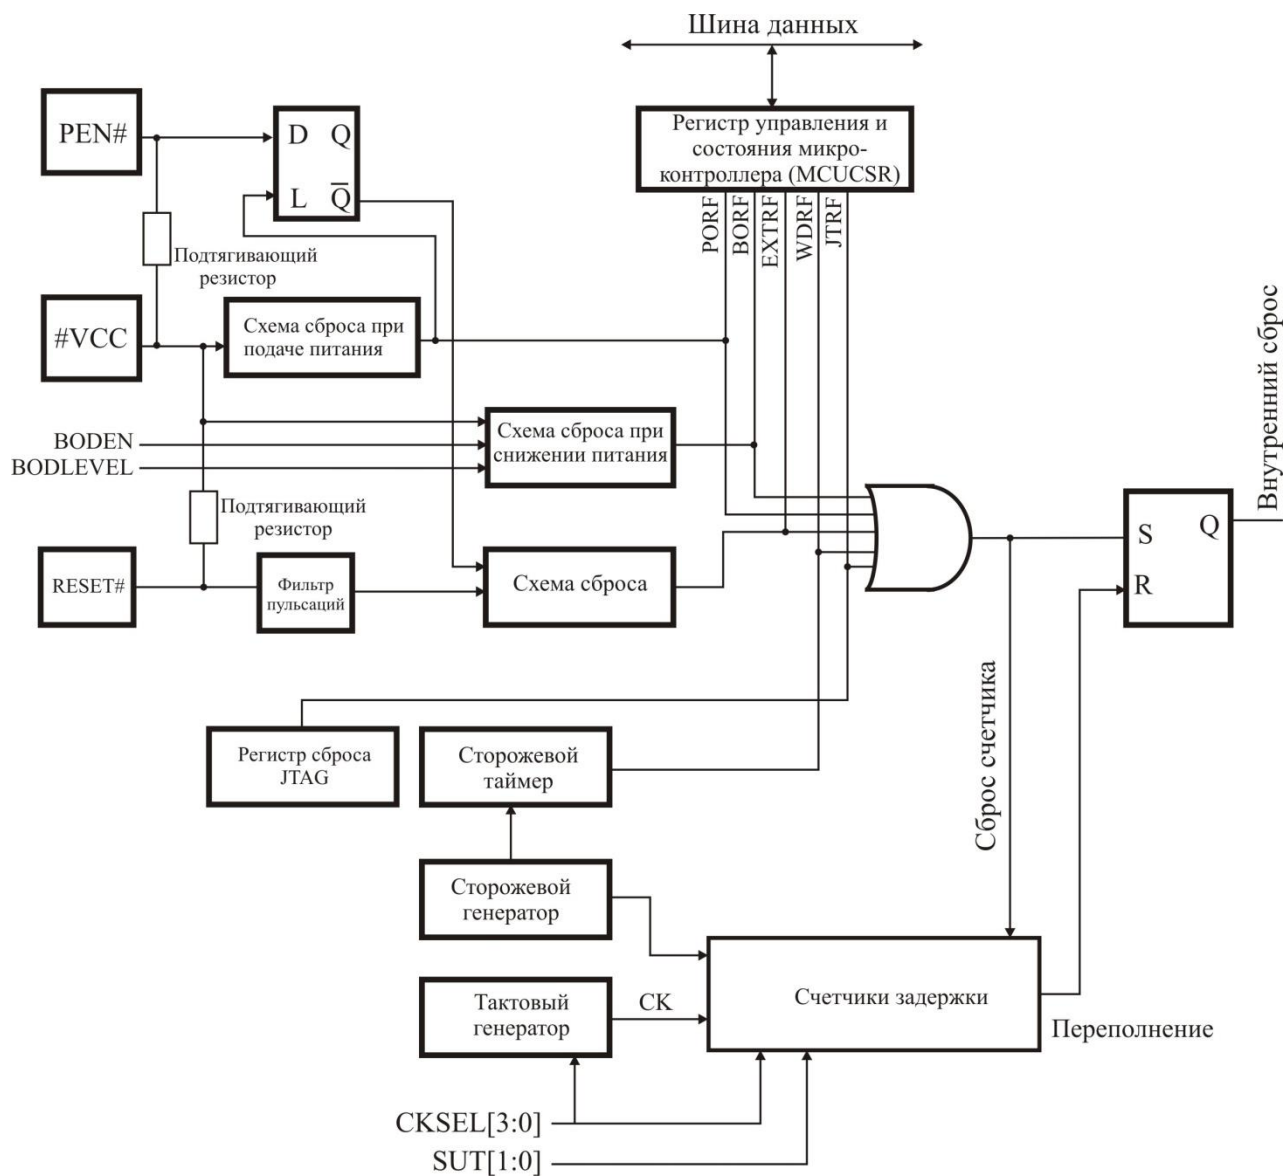 Шина данных
PEN#
D Q
L Q̅
Регистр управления и
состояния микро-
контроллера (MCUCSR)
PORF
BORF
EXTRF
WDRF
JTRF
Подтягивающий
резистор
#VCC
Схема сброса при
подаче питания
BODEN
BODLEVEL
Схема сброса при
снижении питания
Подтягивающий
резистор
RESET#
Фильтр
пульсаций
Схема сброса
S Q
R
Внутренний сброс
Регистр сброса
JTAG
Сторожевой
таймер
Сброс счетчика
Сторожевой
генератор
Тактовый
генератор
CK
Счетчики задержки
Переполнение
CKSEL[3:0]
SUT[1:0]